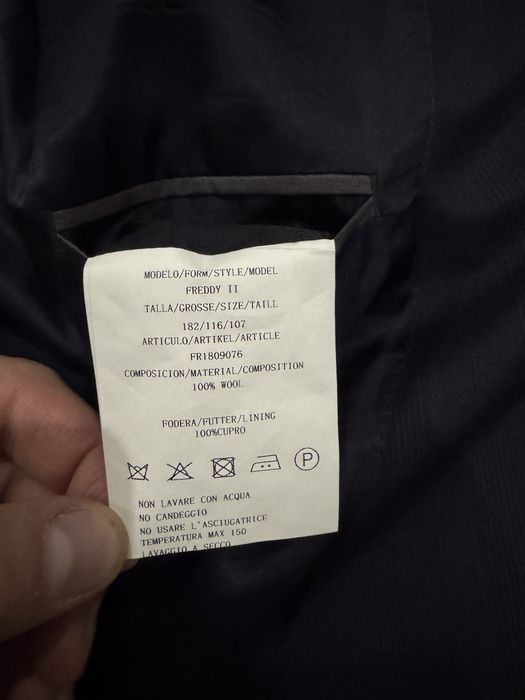 MODELO/FORM/STYLE/MODEL
FREDDY II
TALLA/GROSSE/SIZE/TAILL
182/116/107
ARTICULO/ARTIKEL/ARTICLE
FR1809076
COMPOSICION/MATERIAL/COMPOSITION
100% WOOL
FODERA/FUTTER/LINING
100%CUPRO
P
NON LAVARE CON ACQUA
NO CANDEGGIO
NO USARE L'ASCIUGATRICE
TEMPERATURA MAX 150
LAVAGGIO A SECCO